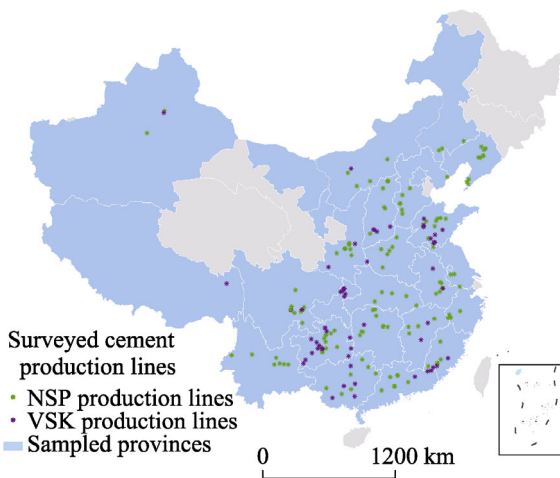 Surveyed cement
production lines
NSP production lines
VSK production lines
Sampled provinces
0 1200 km